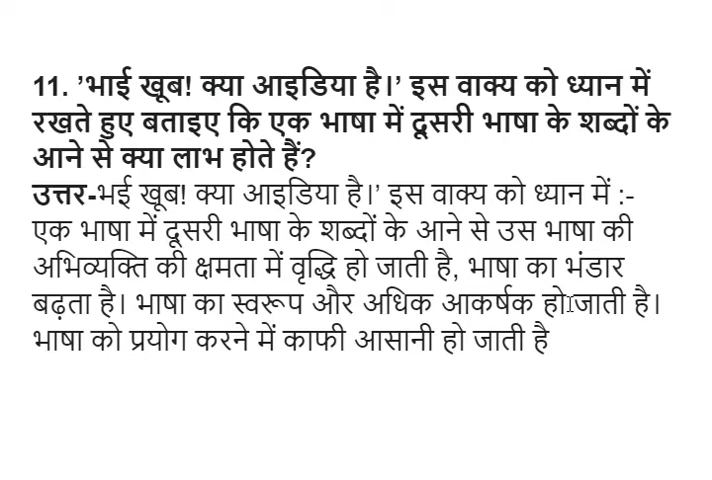 11. ’भाई खूब! क्या आइडिया है।’ इस वाक्य को ध्यान में
रखते हुए बताइए कि एक भाषा में दूसरी भाषा के शब्दों के
आने से क्या लाभ होते हैं?
उत्तर-भई खूब! क्या आइडिया है।’ इस वाक्य को ध्यान में :-
एक भाषा में दूसरी भाषा के शब्दों के आने से उस भाषा की
अभिव्यक्ति की क्षमता में वृद्धि हो जाती है, भाषा का भंडार
बढ़ता है। भाषा का स्वरूप और अधिक आकर्षक हो जाती है।
भाषा को प्रयोग करने में काफी आसानी हो जाती है